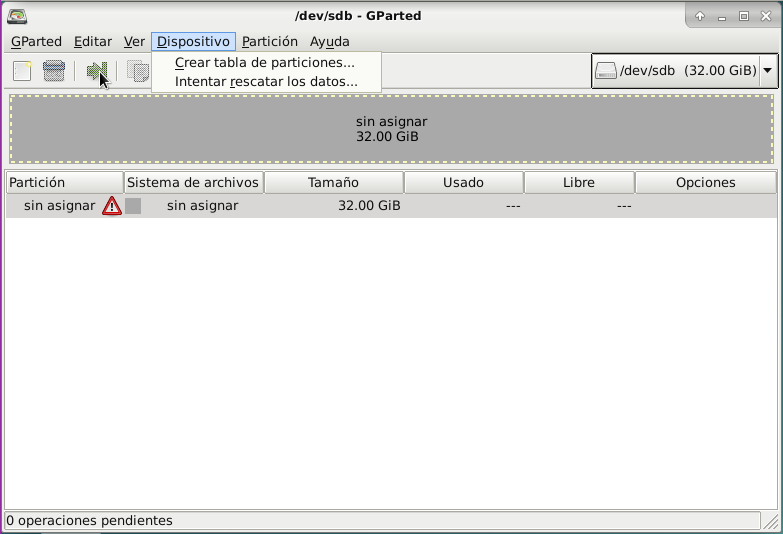 /dev/sdb - GParted
GParted Editar Ver Dispositivo Partición Ayuda
Crear tabla de particiones...
Intentar rescatar los datos...
/dev/sdb (32.00 GiB)
sin asignar
32.00 GiB
Partición Sistema de archivos Tamaño Usado Libre Opciones
sin asignar sin asignar 32.00 GiB --- ---
0 operaciones pendientes